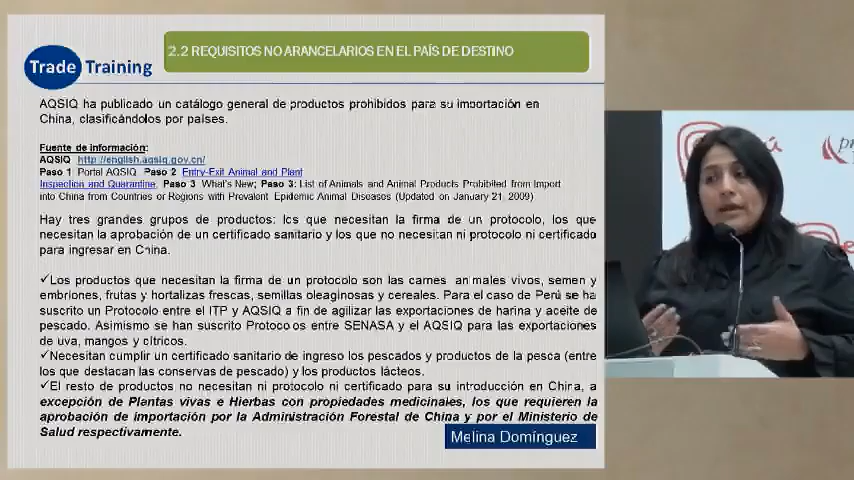 2.2 REQUISITOS NO ARANCELARIOS EN EL PAÍS DE DESTINO
Trade Training
AQSIQ ha publicado un catálogo general de productos prohibidos para su importación en
China, clasificándolos por países.
Fuente de información:
AQSIQ http://english.aqsiq.gov.cn/
Paso 1 Portal AQSIQ Paso 2 Entry-Exit Animal and Plant
Inspection and Quarantine, Paso 3 What's New; Paso 3: List of Animals and Animal Products Prohibited from Import
into China from Countries or Regions with Prevalent Epidemic Animal Diseases (Updated on January 21, 2009)
Hay tres grandes grupos de productos: los que necesitan la firma de un protocolo, los que
necesitan la aprobación de un certificado sanitario y los que no necesitan ni protocolo ni certificado
para ingresar en China.
✓Los productos que necesitan la firma de un protocolo son las carnes animales vivos, semen y
embriones, frutas y hortalizas frescas, semillas oleaginosas y cereales. Para el caso de Perú se ha
suscrito un Protocolo entre el ITP y AQSIQ a fin de agilizar las exportaciones de harina y aceite de
pescado. Asimismo se han suscrito Protocolos entre SENASA y el AQSIQ para las exportaciones
de uva, mangos y cítricos.
✓Necesitan cumplir un certificado sanitario de ingreso los pescados y productos de la pesca (entre
los que destacan las conservas de pescado) y los productos lácteos.
✓El resto de productos no necesitan ni protocolo ni certificado para su introducción en China, a
excepción de Plantas vivas e Hierbas con propiedades medicinales, los que requieren la
aprobación de importación por la Administración Forestal de China y por el Ministerio de
Salud respectivamente.
Melina Domínguez